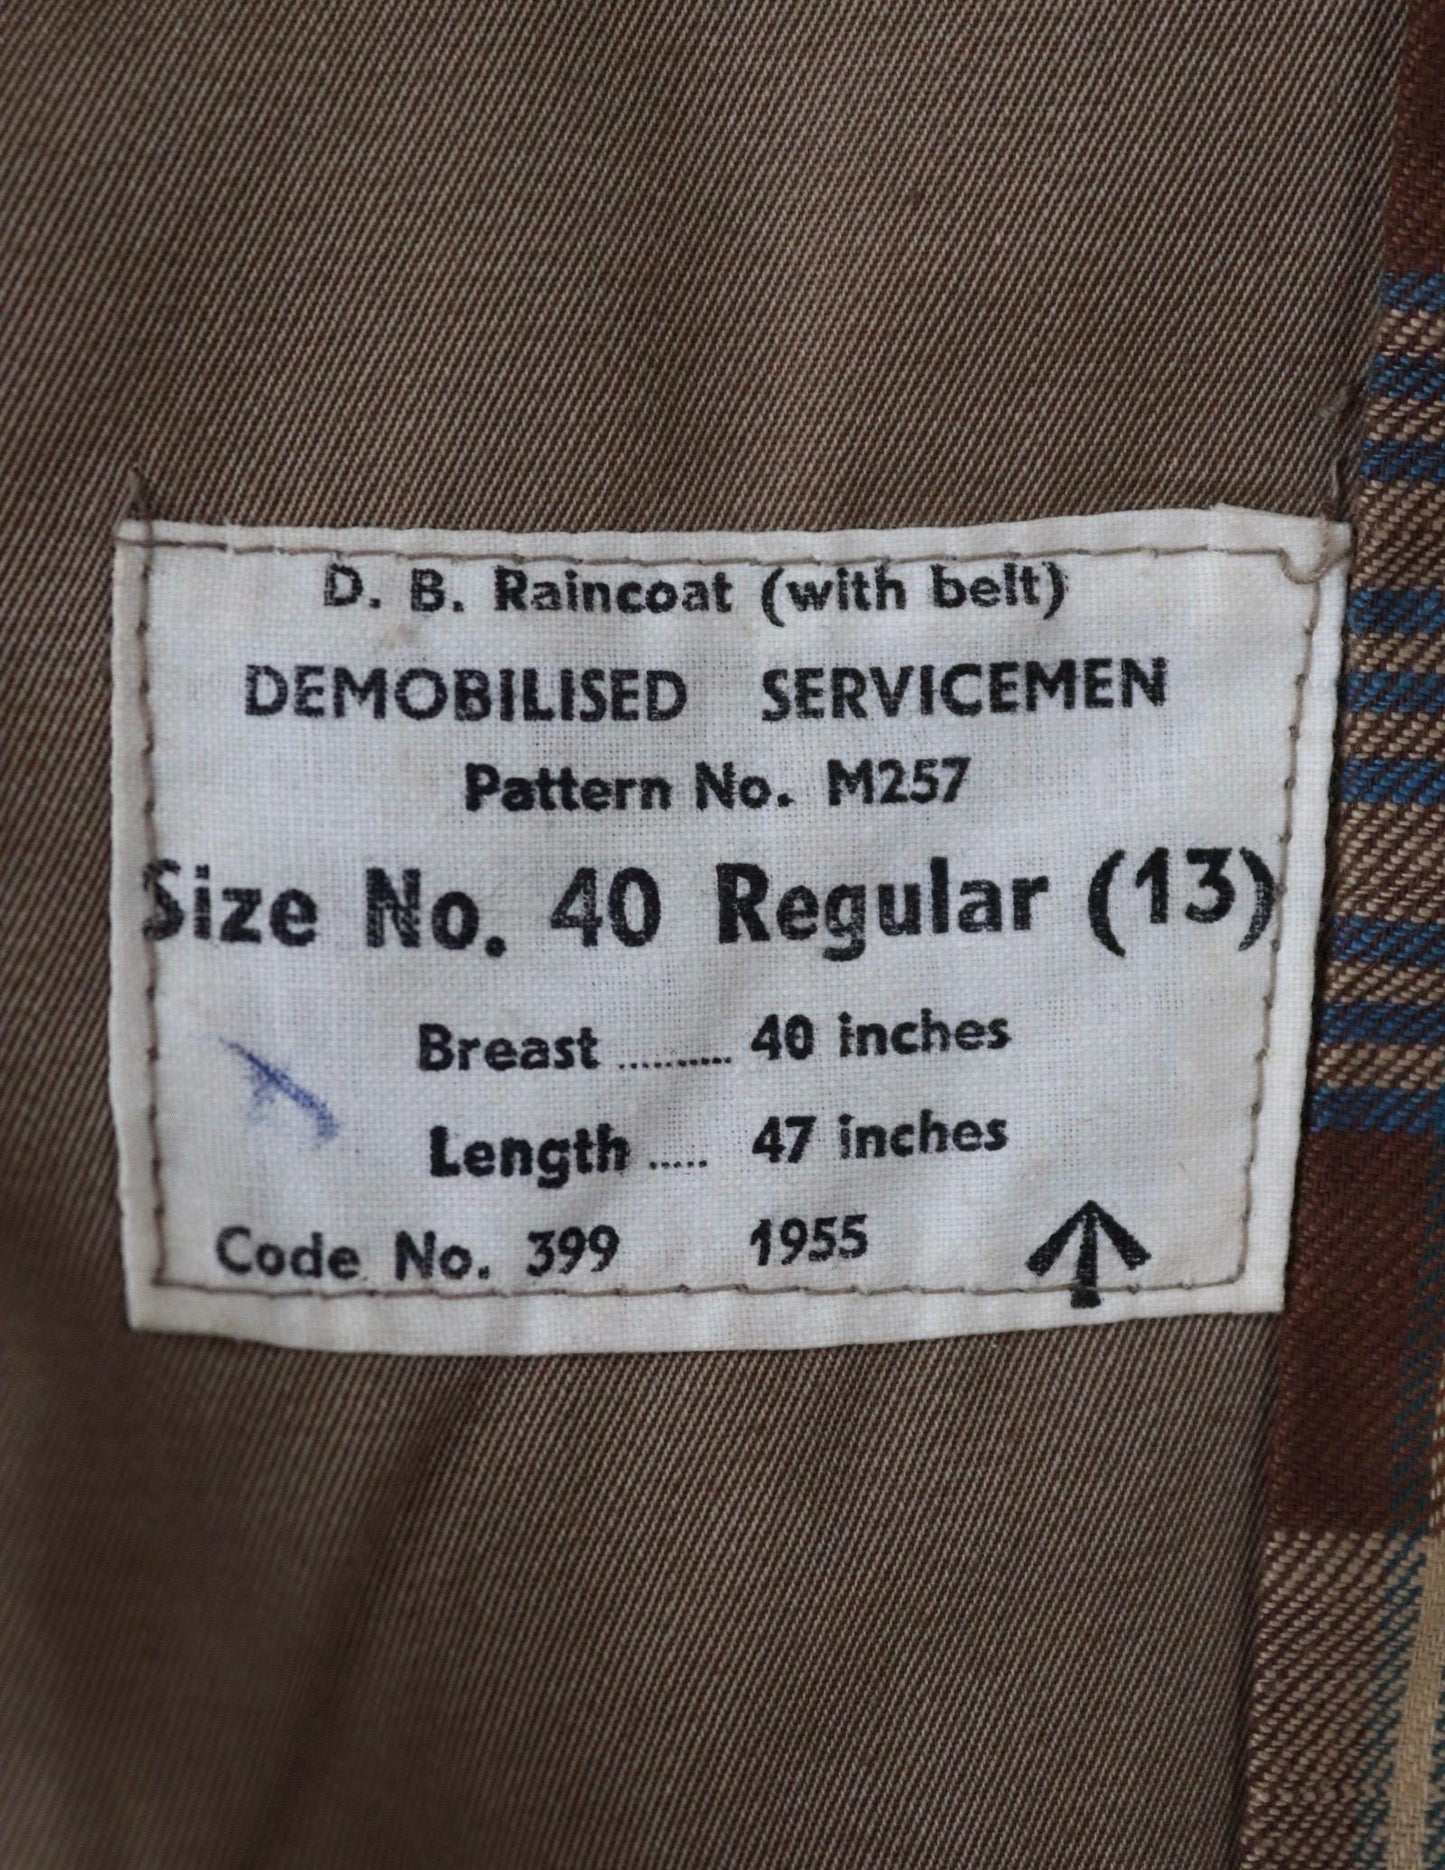 D. B. Raincoat (with belt)
DEMOBILISED SERVICEMEN
Pattern No. M257
Size No. 40 Regular (13)
Breast .......... 40 inches
Length ..... 47 inches
Code No. 399 1955